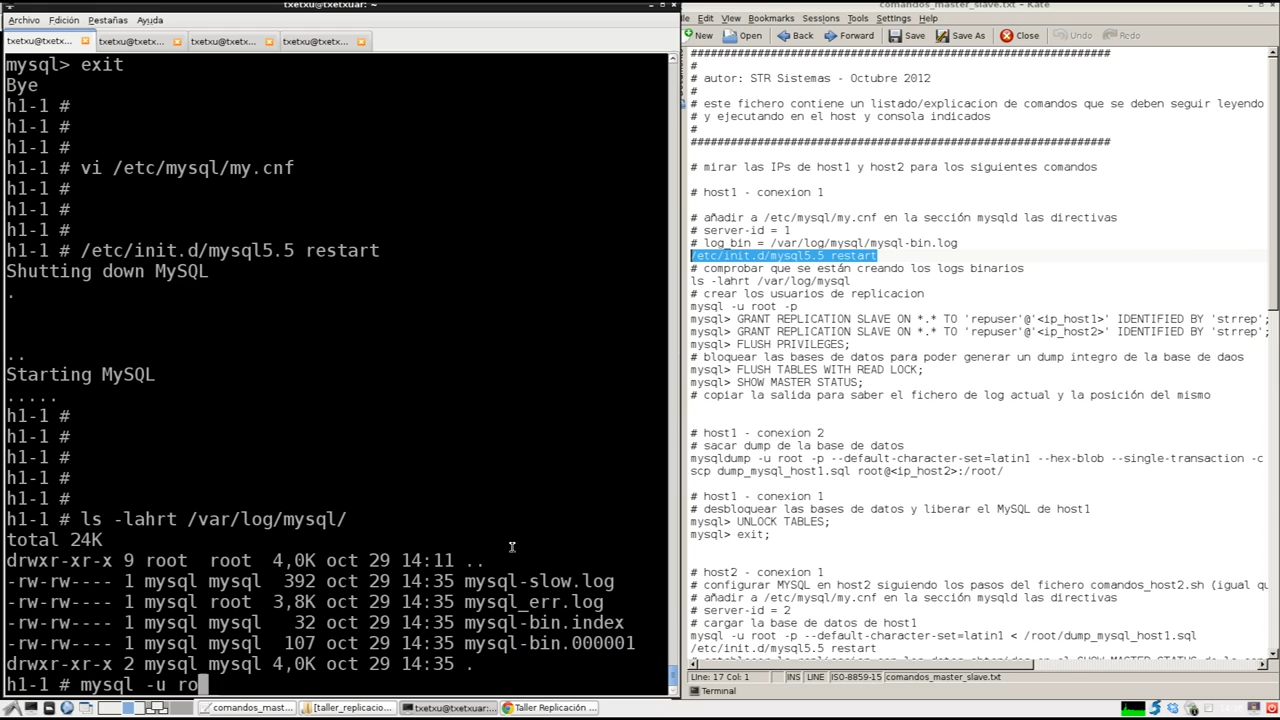 txetxu@txetxuar: ~
Archivo Edición Pestañas Ayuda
txetxu@txetx... txetxu@txetx... txetxu@txetx... txetxu@txetx...
mysql> exit
Bye
h1-1 #
h1-1 #
h1-1 #
h1-1 # vi /etc/mysql/my.cnf
h1-1 #
h1-1 #
h1-1 #
h1-1 # /etc/init.d/mysql5.5 restart
Shutting down MySQL
.
..
Starting MySQL
.....
h1-1 #
h1-1 #
h1-1 #
h1-1 #
h1-1 #
h1-1 # ls -lahrt /var/log/mysql/
total 24K
drwxr-xr-x 9 root root 4,0K oct 29 14:11 ..
-rw-rw---- 1 mysql mysql 392 oct 29 14:35 mysql-slow.log
-rw-rw---- 1 mysql root 3,8K oct 29 14:35 mysql_err.log
-rw-rw---- 1 mysql mysql 32 oct 29 14:35 mysql-bin.index
-rw-rw---- 1 mysql mysql 107 oct 29 14:35 mysql-bin.000001
drwxr-xr-x 2 mysql mysql 4,0K oct 29 14:35 .
h1-1 # mysql -u ro
comandos_master_slave.txt - Kate
Edit View Bookmarks Sessions Tools Settings Help
New Open Back Forward Save Save As Close Undo Redo
##################################################################
#
# autor: STR Sistemas - Octubre 2012
#
# este fichero contiene un listado/explicacion de comandos que se deben seguir leyendo
# y ejecutando en el host y consola indicados
#
##################################################################
# mirar las IPs de host1 y host2 para los siguientes comandos
# host1 - conexion 1
# añadir a /etc/mysql/my.cnf en la sección mysqld las directivas
# server-id = 1
# log_bin = /var/log/mysql/mysql-bin.log
/etc/init.d/mysql5.5 restart
# comprobar que se están creando los logs binarios
ls -lahrt /var/log/mysql
# crear los usuarios de replicacion
mysql -u root -p
mysql> GRANT REPLICATION SLAVE ON *.* TO 'repuser'@'<ip_host1>' IDENTIFIED BY 'strrep';
mysql> GRANT REPLICATION SLAVE ON *.* TO 'repuser'@'<ip_host2>' IDENTIFIED BY 'strrep';
mysql> FLUSH PRIVILEGES;
# bloquear las bases de datos para poder generar un dump integro de la base de daos
mysql> FLUSH TABLES WITH READ LOCK;
mysql> SHOW MASTER STATUS;
# copiar la salida para saber el fichero de log actual y la posición del mismo
# host1 - conexion 2
# sacar dump de la base de datos
mysqldump -u root -p --default-character-set=latin1 --hex-blob --single-transaction -c
scp dump_mysql_host1.sql root@<ip_host2>:/root/
# host1 - conexion 1
# desbloquear las bases de datos y liberar el MySQL de host1
mysql> UNLOCK TABLES;
mysql> exit;
# host2 - conexion 1
# configurar MYSQL en host2 siguiendo los pasos del fichero comandos_host2.sh (igual qu
# añadir a /etc/mysql/my.cnf en la sección mysqld las directivas
# server-id = 2
# cargar la base de datos de host1
mysql -u root -p --default-character-set=latin1 < /root/dump_mysql_host1.sql
/etc/init.d/mysql5.5 restart
Line: 17 Col: 1 INS LINE ISO-8859-15 comandos_master_slave.txt
Terminal
comandos_mast... [taller_replicacio... txetxu@txetxuar:... Taller Replicación ...